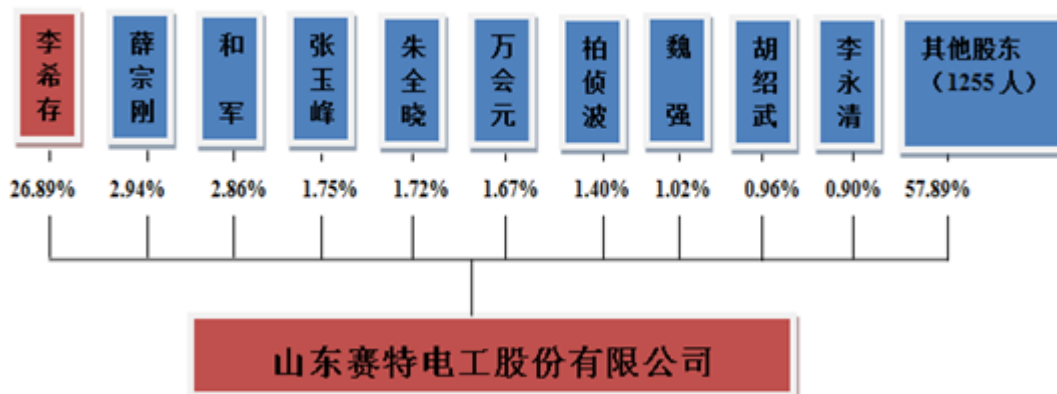 李希存
薛宗刚
和军
张玉峰
朱全晓
万会元
柏侦波
魏强
胡绍武
李永清
其他股东
（1255人）
26.89%
2.94%
2.86%
1.75%
1.72%
1.67%
1.40%
1.02%
0.96%
0.90%
57.89%
山东赛特电工股份有限公司